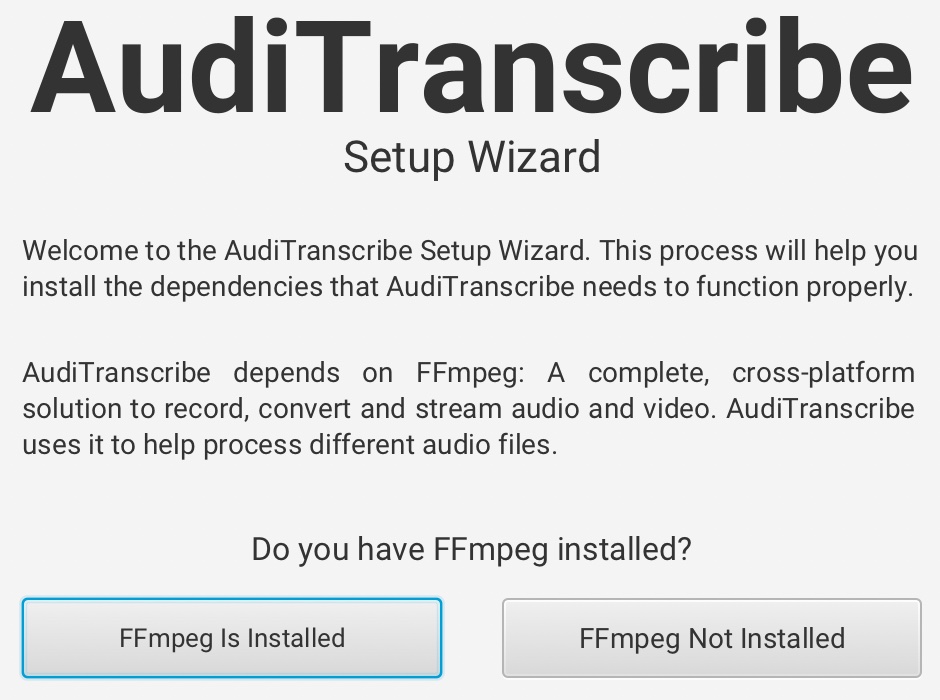 AudiTranscribe
Setup Wizard
Welcome to the AudiTranscribe Setup Wizard. This process will help you
install the dependencies that AudiTranscribe needs to function properly.
AudiTranscribe depends on FFmpeg: A complete, cross-platform
solution to record, convert and stream audio and video. AudiTranscribe
uses it to help process different audio files.
Do you have FFmpeg installed?
FFmpeg Is Installed
FFmpeg Not Installed